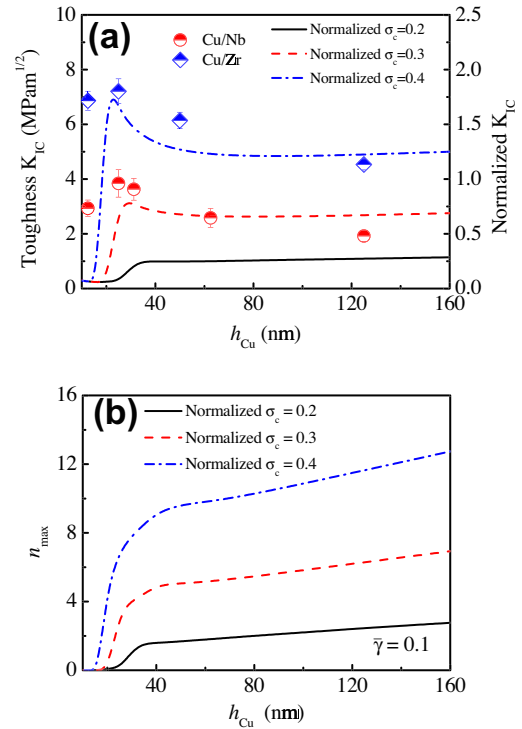 (a)
Cu/Nb
Cu/Zr
Normalized σc=0.2
Normalized σc=0.3
Normalized σc=0.4
Toughness KIC (MPam1/2)
10
8
6
4
2
0
Normalized KIC
2.5
2.0
1.5
1.0
0.5
0.0
40 80 120 160
hCu (nm)
(b)
Normalized σc = 0.2
Normalized σc = 0.3
Normalized σc = 0.4
nmax
16
12
8
4
0
γ̄ = 0.1
40 80 120 160
hCu (nm)